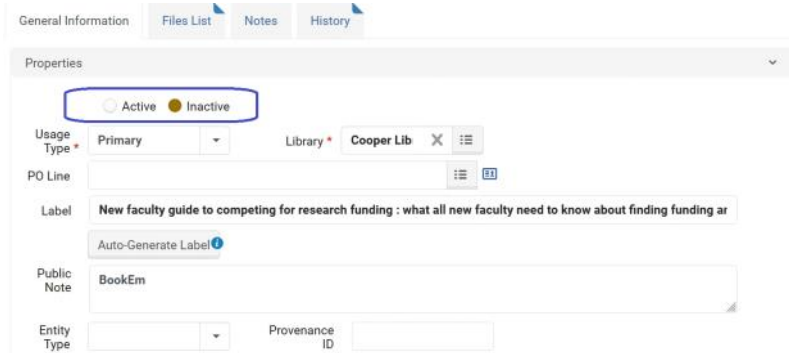 General Information Files List Notes History
Properties
Active Inactive
Usage Type * Primary Library * Cooper Lib
PO Line
Label New faculty guide to competing for research funding : what all new faculty need to know about finding funding ar
Auto-Generate Label
Public Note BookEm
Entity Type Provenance ID